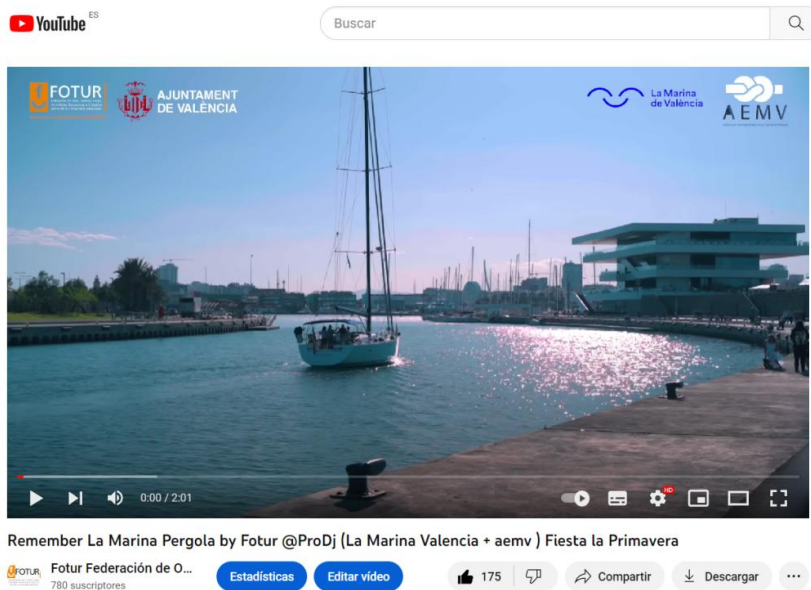 YouTube ES
Buscar
FOTUR
AJUNTAMENT
DE VALÈNCIA
La Marina
de València
AEMV
0:00 / 2:01
HD
Remember La Marina Pergola by Fotur @ProDj (La Marina Valencia + aemv ) Fiesta la Primavera
FOTUR
Fotur Federación de O...
780 suscriptores
Estadísticas
Editar vídeo
175
Compartir
Descargar